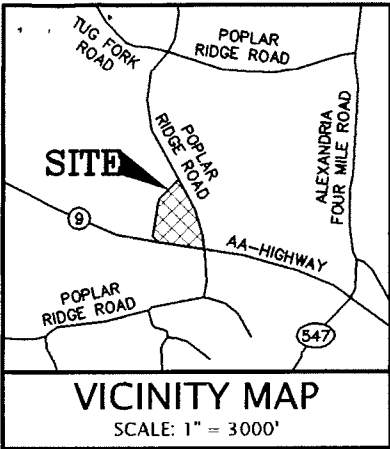 TUG FORK
ROAD
POPLAR
RIDGE ROAD
POPLAR
RIDGE ROAD
ALEXANDRIA
FOUR MILE ROAD
SITE
9
AA-HIGHWAY
POPLAR
RIDGE ROAD
547
VICINITY MAP
SCALE: 1" = 3000'